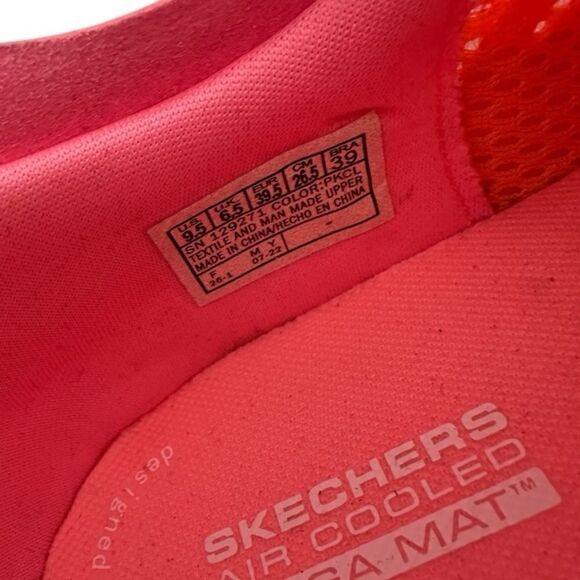 U.S. UK EUR CM BRA
9.5 6.5 39.5 26.5 39
SN 129271 COLOR:PKCL
TEXTILE AND MAN MADE UPPER
MADE IN CHINA/HECHO EN CHINA
F M Y -
26-1 07-22
designed
SKECHERS
AIR COOLED
GA MAT™